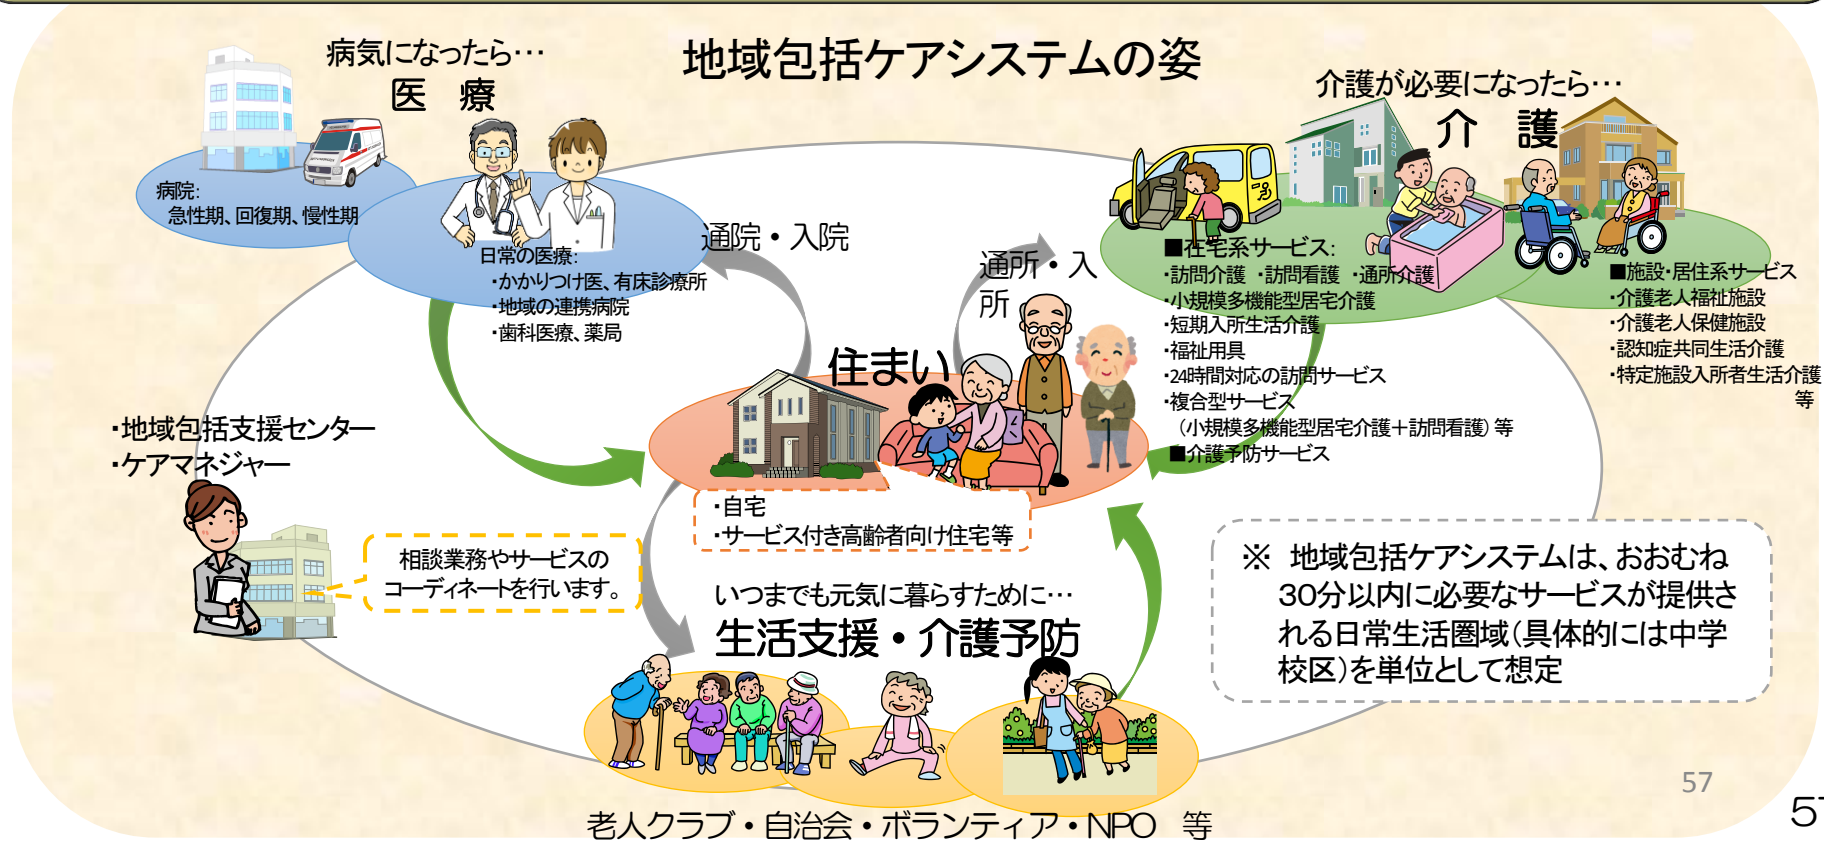 地域包括ケアシステムの姿
病気になったら…
医　療
病院:
急性期、回復期、慢性期
日常の医療:
・かかりつけ医、有床診療所
・地域の連携病院
・歯科医療、薬局
通院・入院
通所・入
所
介護が必要になったら…
介　護
■在宅系サービス:
・訪問介護　・訪問看護　・通所介護
・小規模多機能型居宅介護
・短期入所生活介護
・福祉用具
・24時間対応の訪問サービス
・複合型サービス
（小規模多機能型居宅介護＋訪問看護）等
■介護予防サービス
■施設・居住系サービス
・介護老人福祉施設
・介護老人保健施設
・認知症共同生活介護
・特定施設入所者生活介護
等
住まい
・自宅
・サービス付き高齢者向け住宅等
・地域包括支援センター
・ケアマネジャー
相談業務やサービスの
コーディネートを行います。
いつまでも元気に暮らすために…
生活支援・介護予防
老人クラブ・自治会・ボランティア・NPO　等
※　地域包括ケアシステムは、おおむね
30分以内に必要なサービスが提供さ
れる日常生活圏域（具体的には中学
校区）を単位として想定
57